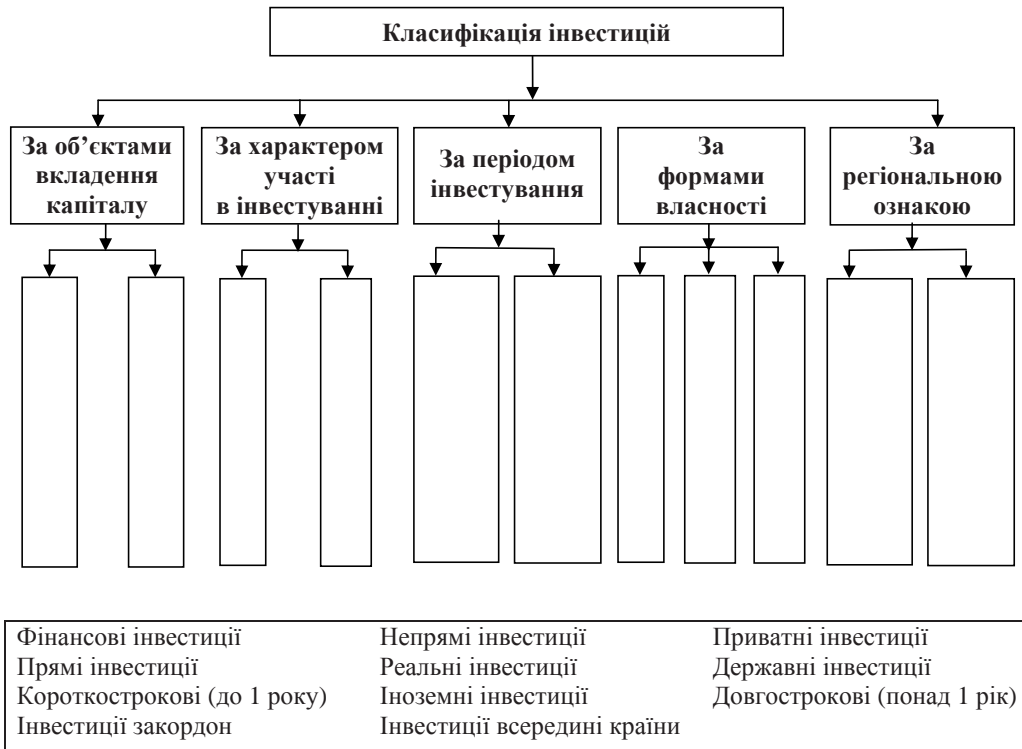 Класифікація інвестицій
За об’єктами
вкладення
капіталу
За характером
участі
в інвестуванні
За періодом
інвестування
За
формами
власності
За
регіональною
ознакою
Фінансові інвестиції
Прямі інвестиції
Короткострокові (до 1 року)
Інвестиції закордон
Непрямі інвестиції
Реальні інвестиції
Іноземні інвестиції
Інвестиції всередині країни
Приватні інвестиції
Державні інвестиції
Довгострокові (понад 1 рік)